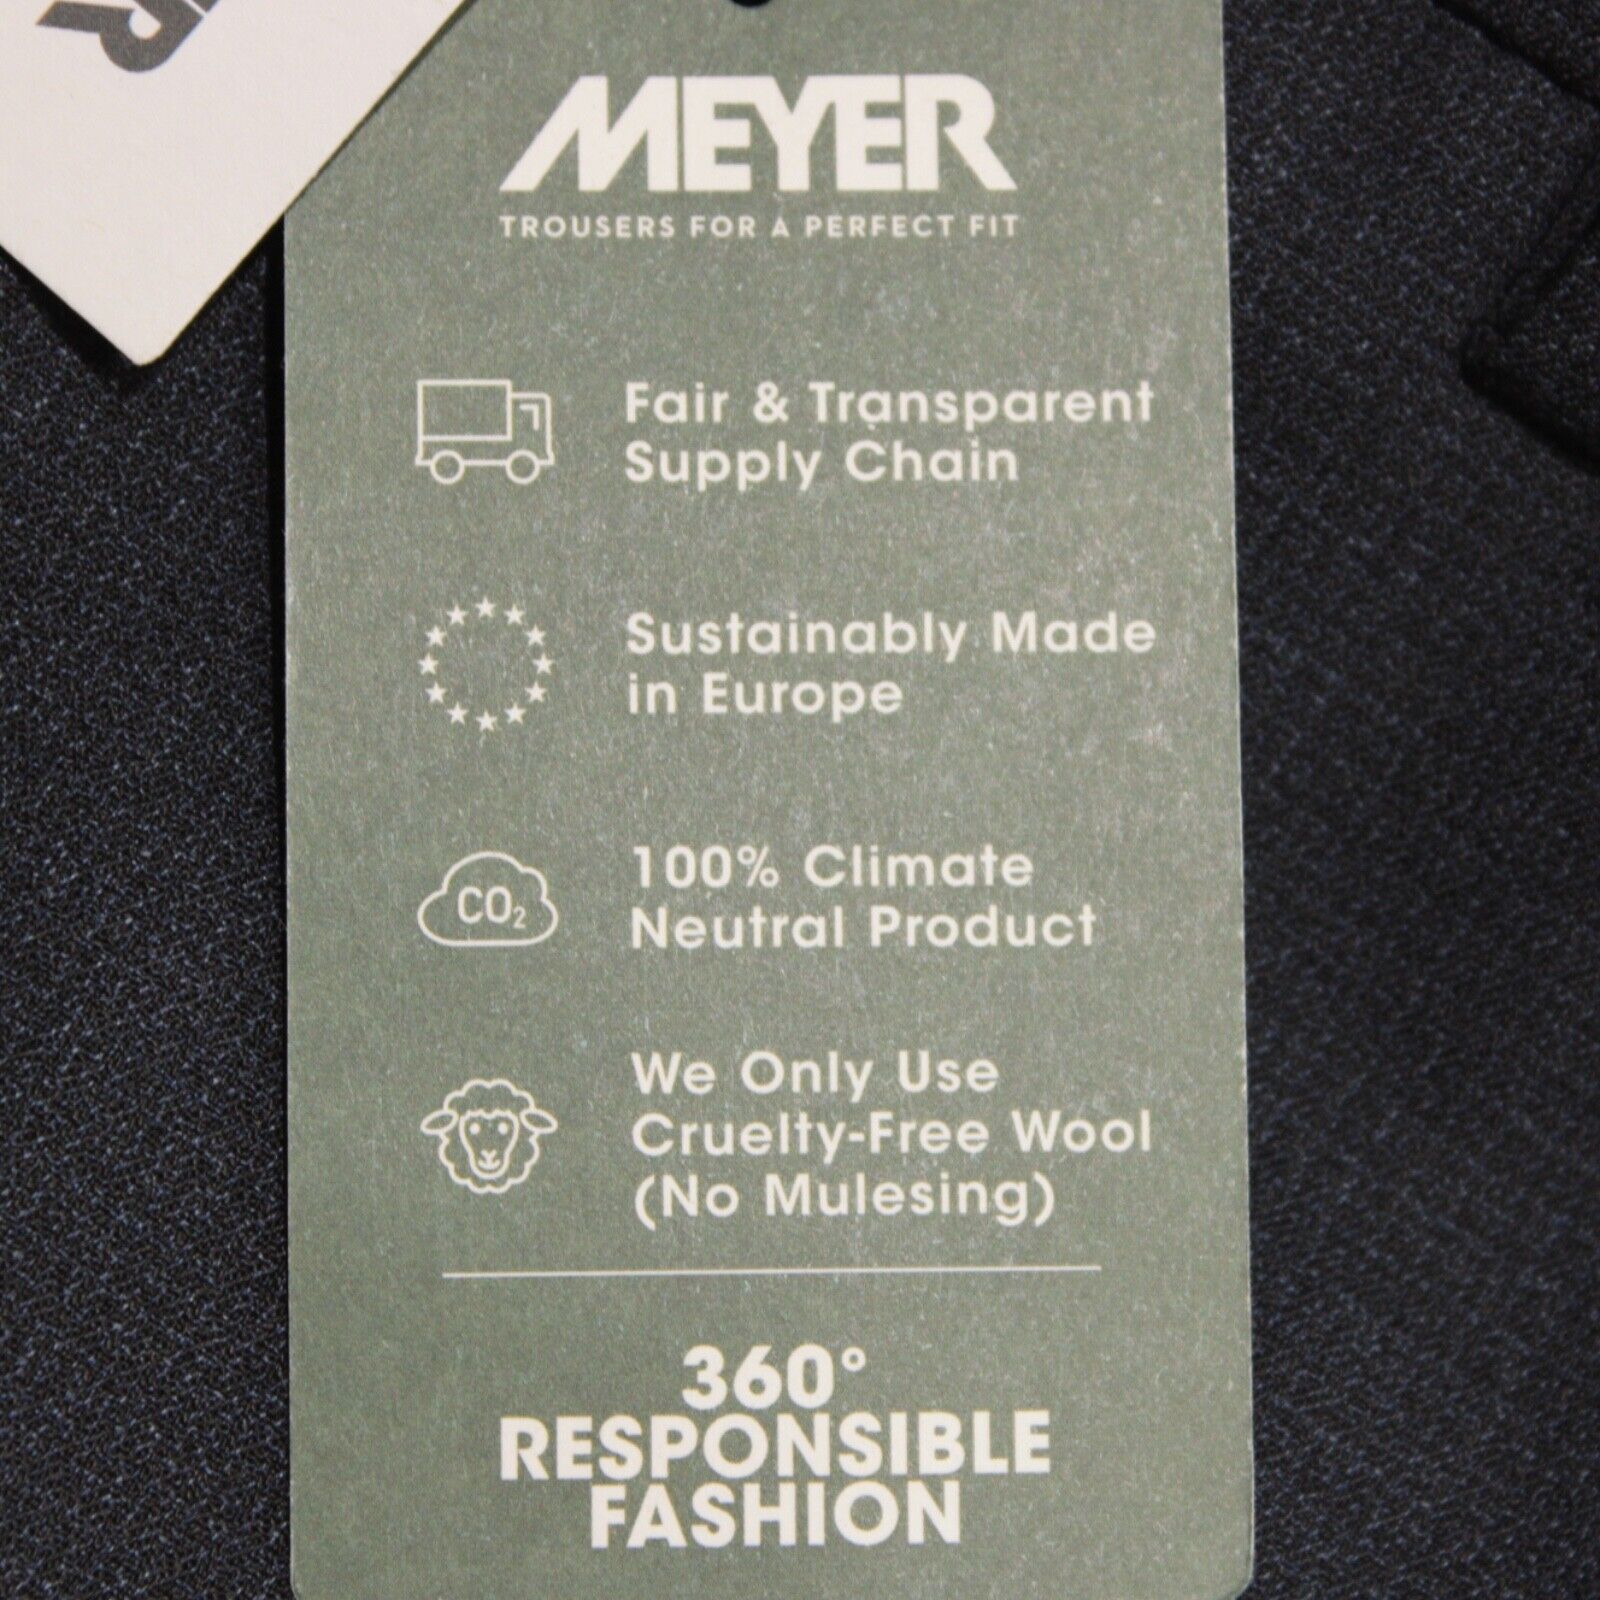 MEYER
TROUSERS FOR A PERFECT FIT
Fair & Transparent
Supply Chain
Sustainably Made
in Europe
CO₂
100% Climate
Neutral Product
We Only Use
Cruelty-Free Wool
(No Mulesing)
360°
RESPONSIBLE
FASHION